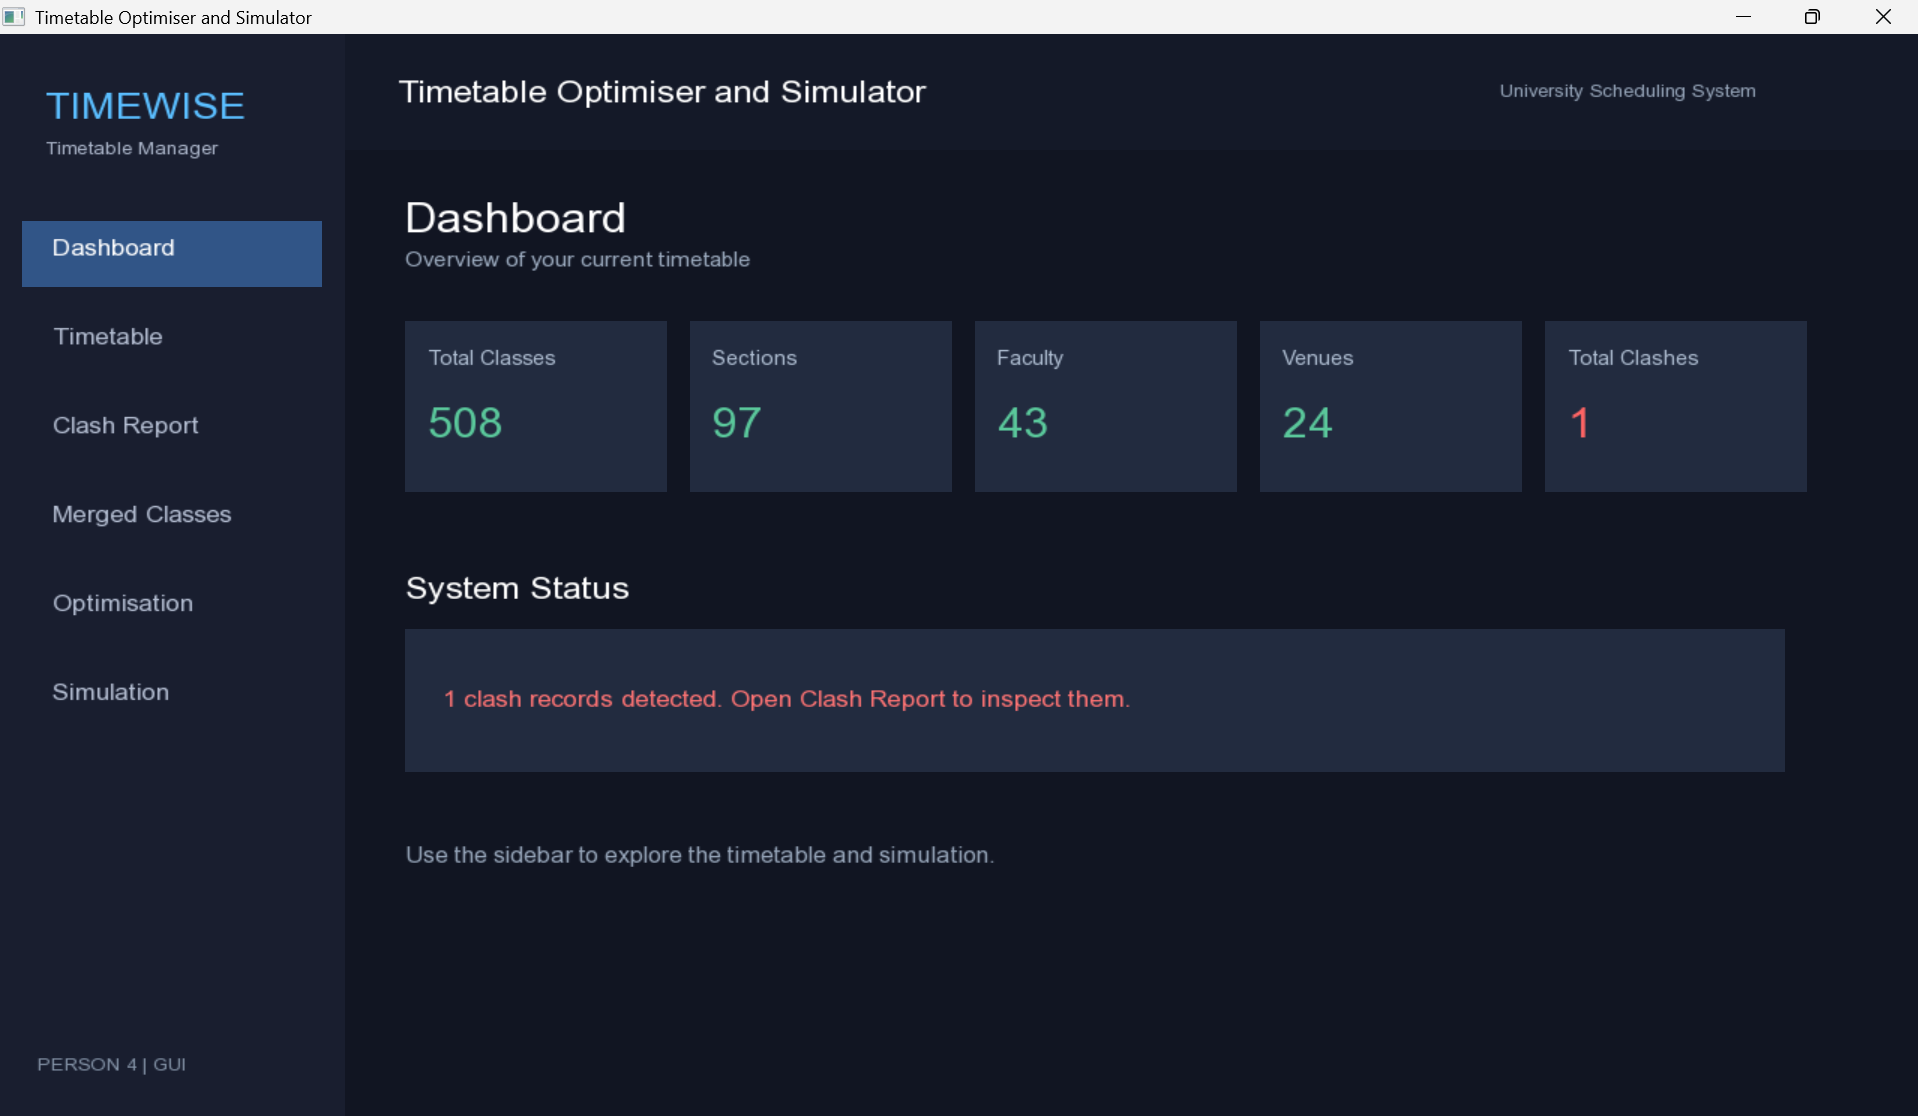 Timetable Optimiser and Simulator
TIMEWISE
Timetable Manager
Dashboard
Timetable
Clash Report
Merged Classes
Optimisation
Simulation
PERSON 4 | GUI
Timetable Optimiser and Simulator
University Scheduling System
Dashboard
Overview of your current timetable
Total Classes
508
Sections
97
Faculty
43
Venues
24
Total Clashes
1
System Status
1 clash records detected. Open Clash Report to inspect them.
Use the sidebar to explore the timetable and simulation.